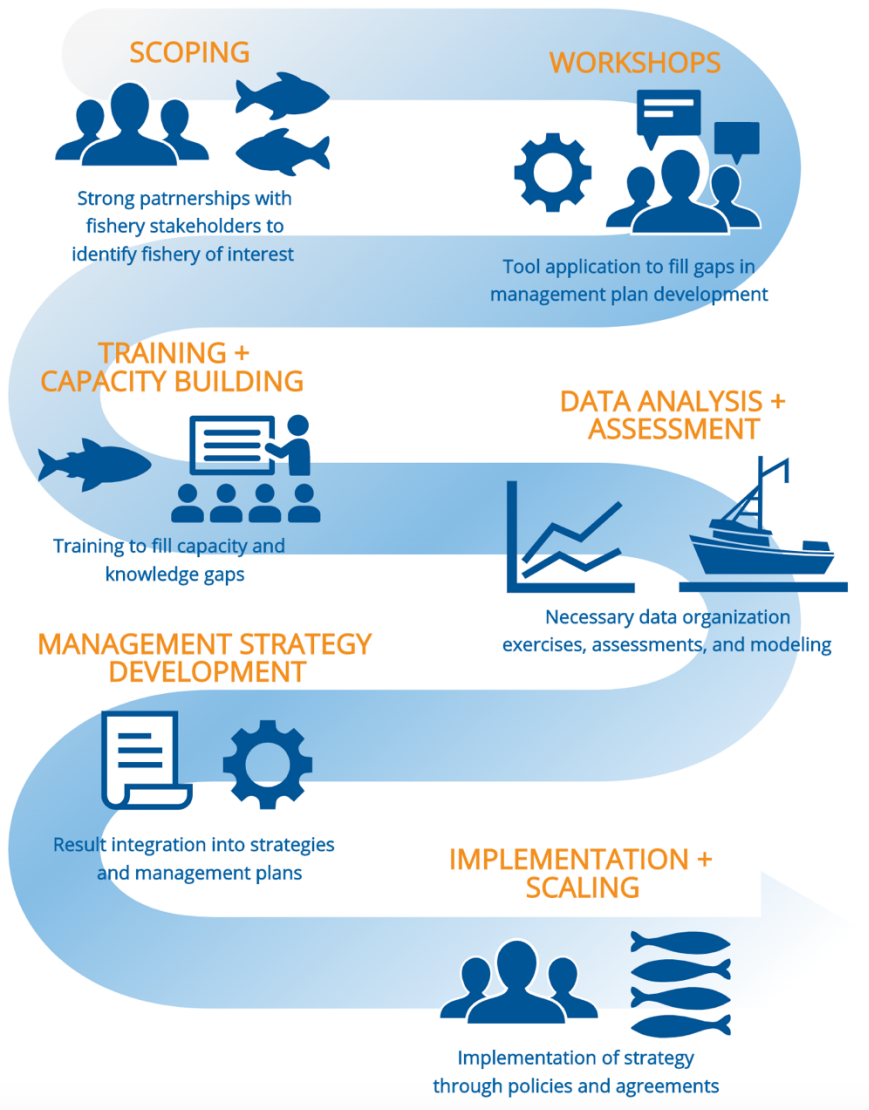 SCOPING
Strong patrnerships with
fishery stakeholders to
identify fishery of interest
WORKSHOPS
Tool application to fill gaps in
management plan development
TRAINING +
CAPACITY BUILDING
Training to fill capacity and
knowledge gaps
DATA ANALYSIS +
ASSESSMENT
Necessary data organization
exercises, assessments, and modeling
MANAGEMENT STRATEGY
DEVELOPMENT
Result integration into strategies
and management plans
IMPLEMENTATION +
SCALING
Implementation of strategy
through policies and agreements